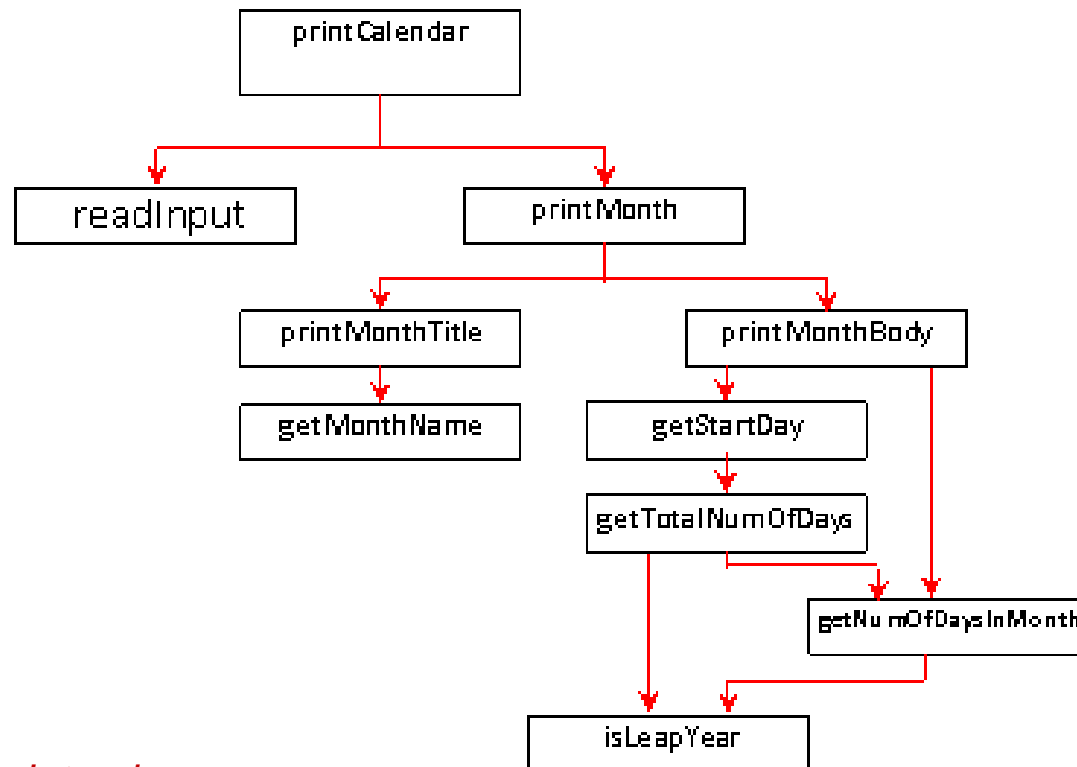 printCalendar
readInput
printMonth
printMonthTitle
printMonthBody
getMonthName
getStartDay
getTotalNumOfDays
getNumOfDaysInMonth
isLeapYear